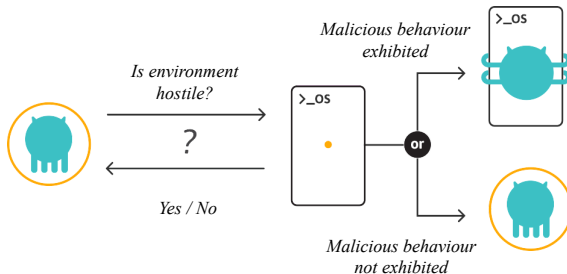 >_OS
Malicious behaviour
exhibited
Is environment
hostile?
>_OS
?
or
Yes / No
Malicious behaviour
not exhibited